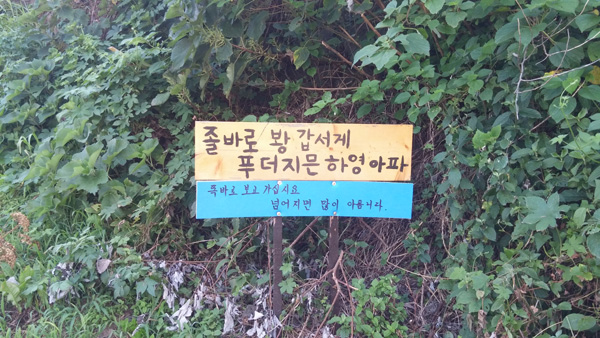 졸바로 봥 갑서게
푸더지믄 하영 아파
똑바로 보고 가십시요
넘어지면 많이 아픕니다.